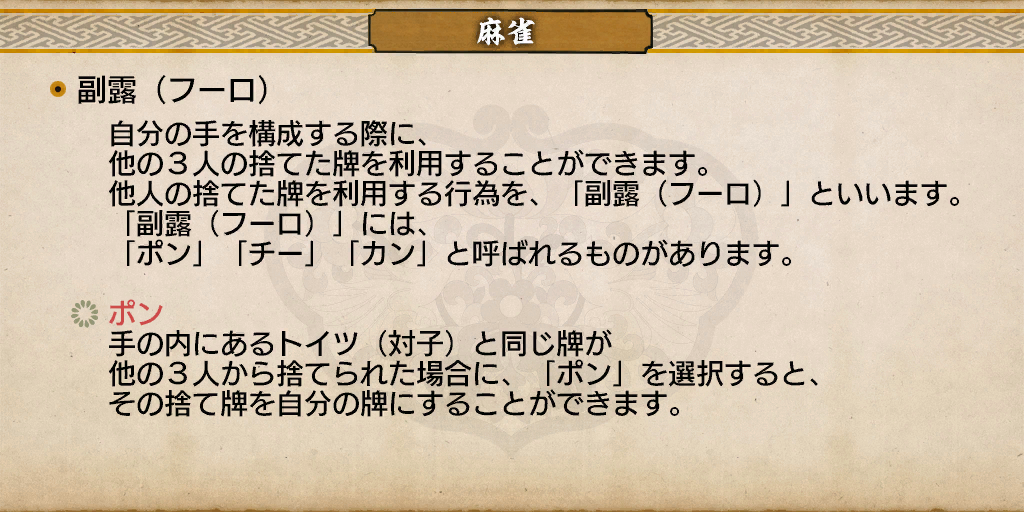 麻雀
副露（フーロ）
自分の手を構成する際に、
他の３人の捨てた牌を利用することができます。
他人の捨てた牌を利用する行為を、「副露（フーロ）」といいます。
「副露（フーロ）」には、
「ポン」「チー」「カン」と呼ばれるものがあります。
ポン
手の内にあるトイツ（対子）と同じ牌が
他の３人から捨てられた場合に、「ポン」を選択すると、
その捨て牌を自分の牌にすることができます。